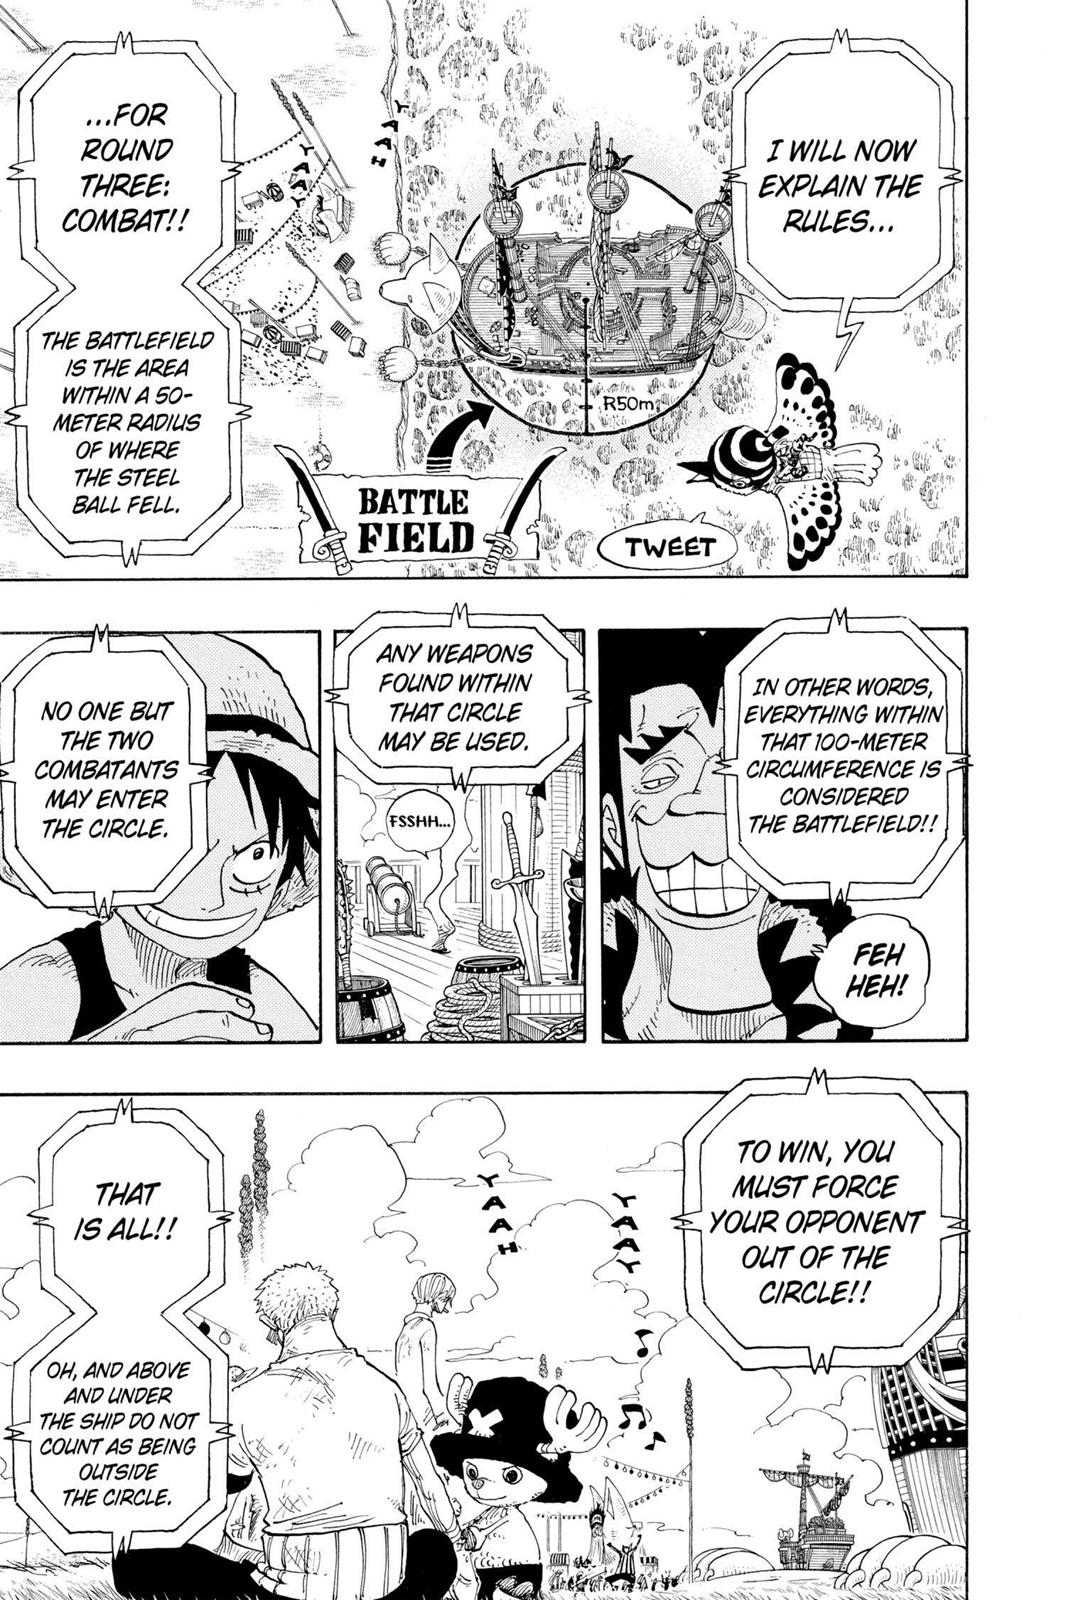 I WILL NOW
EXPLAIN THE
RULES...
...FOR
ROUND
THREE:
COMBAT!!
THE BATTLEFIELD
IS THE AREA
WITHIN A 50-
METER RADIUS
OF WHERE
THE STEEL
BALL FELL.
YAAH
YAAY
R50m
BATTLE
FIELD
TWEET
IN OTHER WORDS,
EVERYTHING WITHIN
THAT 100-METER
CIRCUMFERENCE IS
CONSIDERED
THE BATTLEFIELD!!
FEH
HEH!
ANY WEAPONS
FOUND WITHIN
THAT CIRCLE
MAY BE USED.
FSSHH...
NO ONE BUT
THE TWO
COMBATANTS
MAY ENTER
THE CIRCLE.
TO WIN, YOU
MUST FORCE
YOUR OPPONENT
OUT OF THE
CIRCLE!!
YAAY
YAAH
THAT
IS ALL!!
OH, AND ABOVE
AND UNDER
THE SHIP DO NOT
COUNT AS BEING
OUTSIDE
THE CIRCLE.